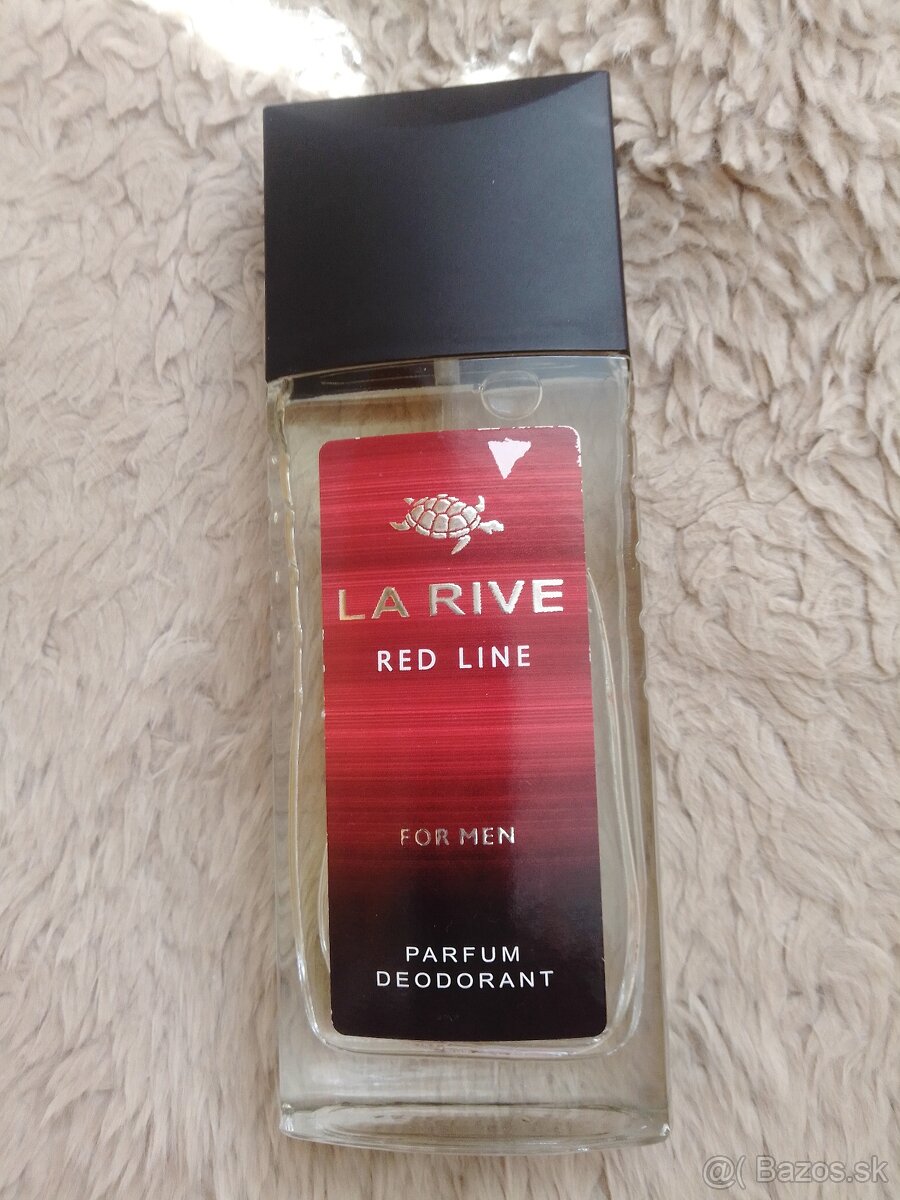 LA RIVE
RED LINE
FOR MEN
PARFUM
DEODORANT
@( Bazos.sk